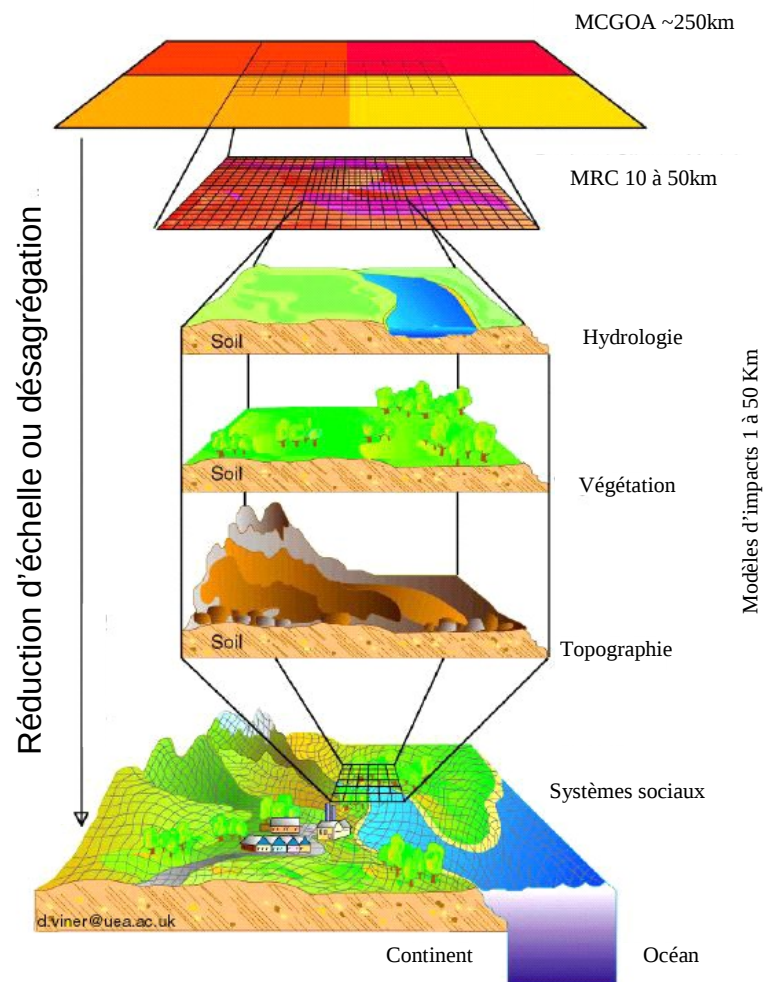 MCGOA ~250km
MRC 10 à 50km
Réduction d'échelle ou désagrégation
Soil
Hydrologie
Modèles d'impacts 1 à 50 Km
Soil
Végétation
Soil
Topographie
Systèmes sociaux
d.viner@uea.ac.uk
Continent
Océan